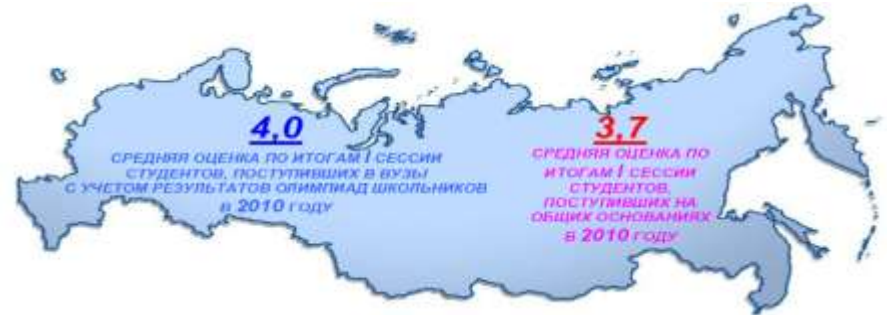 4,0
СРЕДНЯЯ ОЦЕНКА ПО ИТОГАМ I СЕССИИ
СТУДЕНТОВ, ПОСТУПИВШИХ В ВУЗЫ
С УЧЕТОМ РЕЗУЛЬТАТОВ ОЛИМПИАД ШКОЛЬНИКОВ
В 2010 ГОДУ
3,7
СРЕДНЯЯ ОЦЕНКА ПО
ИТОГАМ I СЕССИИ
СТУДЕНТОВ,
ПОСТУПИВШИХ НА
ОБЩИХ ОСНОВАНИЯХ
В 2010 ГОДУ